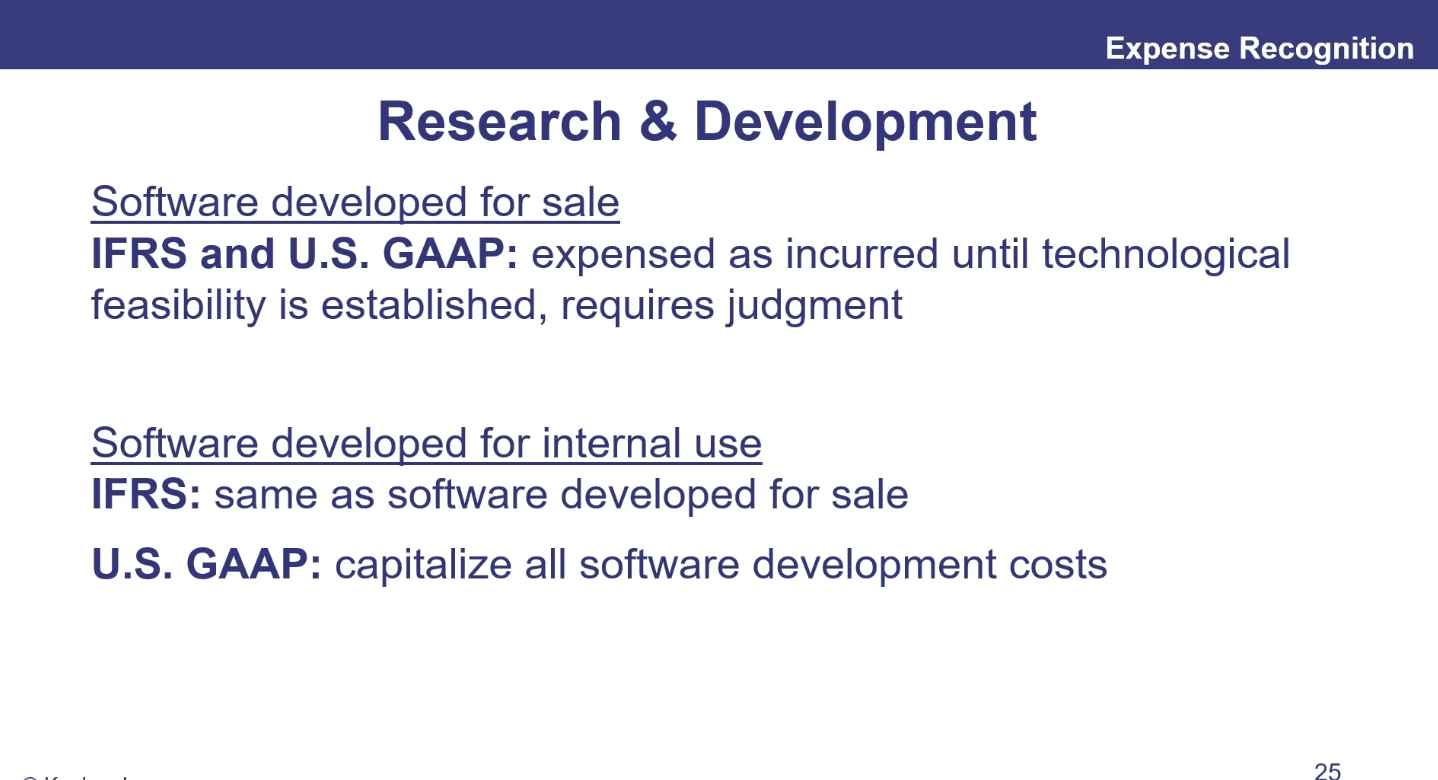 Expense Recognition
Research & Development
Software developed for sale
IFRS and U.S. GAAP: expensed as incurred until technological
feasibility is established, requires judgment
Software developed for internal use
IFRS: same as software developed for sale
U.S. GAAP: capitalize all software development costs
25